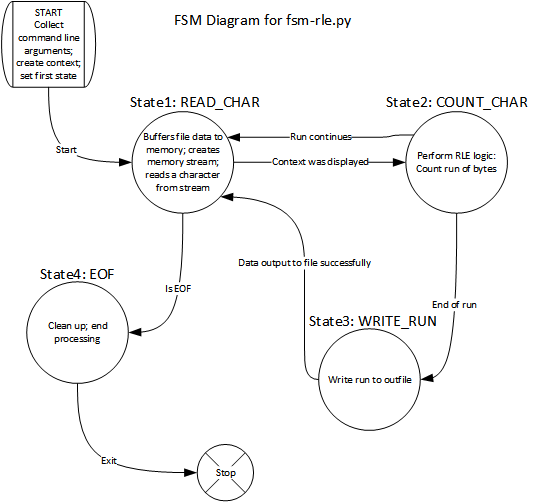 FSM Diagram for fsm-rle.py
START
Collect
command line
arguments;
create context;
set first state
Start
State1: READ_CHAR
Buffers file data to
memory; creates
memory stream;
reads a character
from stream
Run continues
Context was displayed
State2: COUNT_CHAR
Perform RLE logic:
Count run of bytes
Data output to file successfully
End of run
Is EOF
State4: EOF
Clean up; end
processing
State3: WRITE_RUN
Write run to outfile
Exit
Stop